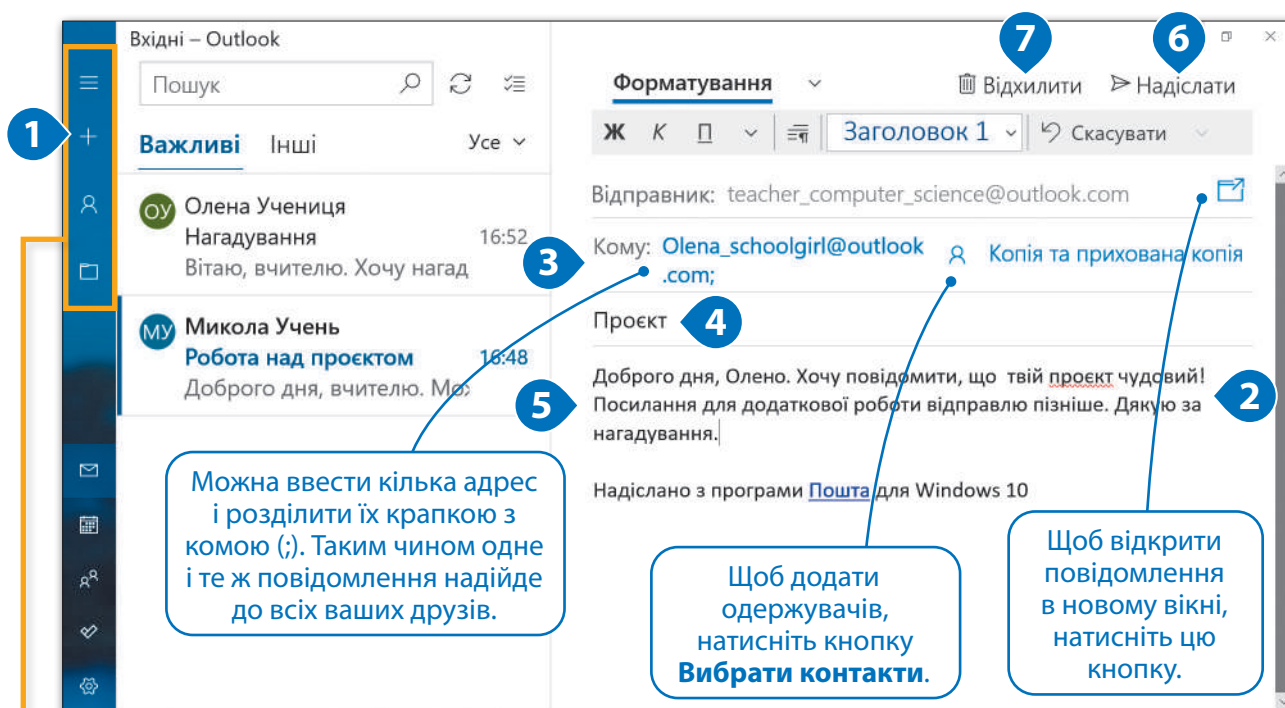 Вхідні – Outlook
Пошук
Важливі Інші Усе
ОУ Олена Учениця
Нагадування 16:52
Вітаю, вчителю. Хочу нагад
МУ Микола Учень
Робота над проєктом 16:48
Доброго дня, вчителю. Мо
1
7
6
Форматування Відхилити Надіслати
Ж К П Заголовок 1 Скасувати
Відправник: teacher_computer_science@outlook.com
3
Кому: Olena_schoolgirl@outlook
.com;
Копія та прихована копія
Проєкт 4
5
2
Доброго дня, Олено. Хочу повідомити, що твій проєкт чудовий!
Посилання для додаткової роботи відправлю пізніше. Дякую за
нагадування.
Надіслано з програми Пошта для Windows 10
Можна ввести кілька адрес
і розділити їх крапкою з
комою (;). Таким чином одне
і те ж повідомлення надійде
до всіх ваших друзів.
Щоб додати
одержувачів,
натисніть кнопку
Вибрати контакти.
Щоб відкрити
повідомлення
в новому вікні,
натисніть цю
кнопку.